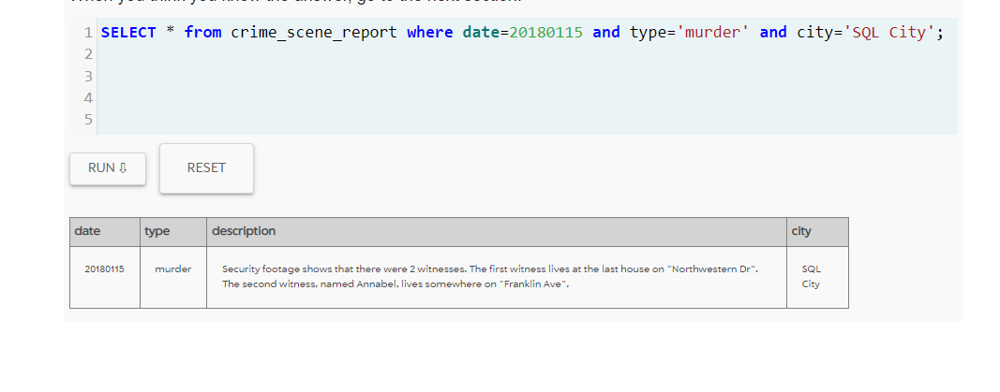 1 SELECT * from crime_scene_report where date=20180115 and type='murder' and city='SQL City';
2
3
4
5
RUN ⇩ RESET
date type description city
20180115 murder Security footage shows that there were 2 witnesses. The first witness lives at the last house on "Northwestern Dr". SQL
The second witness, named Annabel, lives somewhere on "Franklin Ave". City